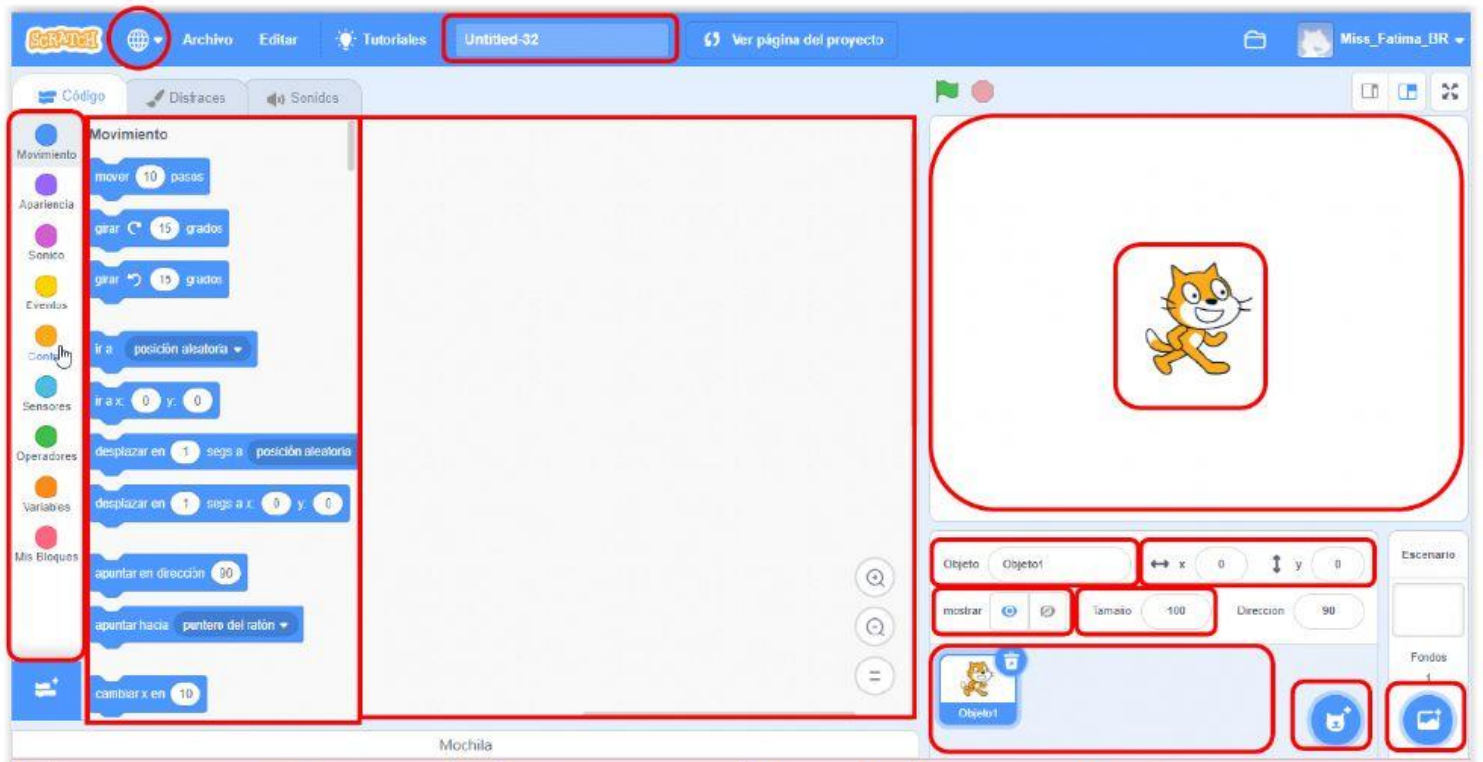 SCRATCH Archivo Editar Tutoriales Untitled-32 Ver página del proyecto Miss_Fatima_BR
Código Disfraces Sonidos
Movimiento
Apariencia
Sonido
Eventos
Control
Sensores
Operadores
Variables
Mis Bloques
Movimiento
mover 10 pasos
girar 15 grados
girar 15 grados
ir a posición aleatoria
ir a x: 0 y: 0
desplazar en 1 segs a posición aleatoria
desplazar en 1 segs a x: 0 y: 0
apuntar en dirección 90
apuntar hacia puntero del ratón
cambiar x en 10
Mochila
Objeto Objeto1 x 0 y 0
mostrar Tamaño 100 Dirección 90
Objeto1
Escenario
Fondos
1